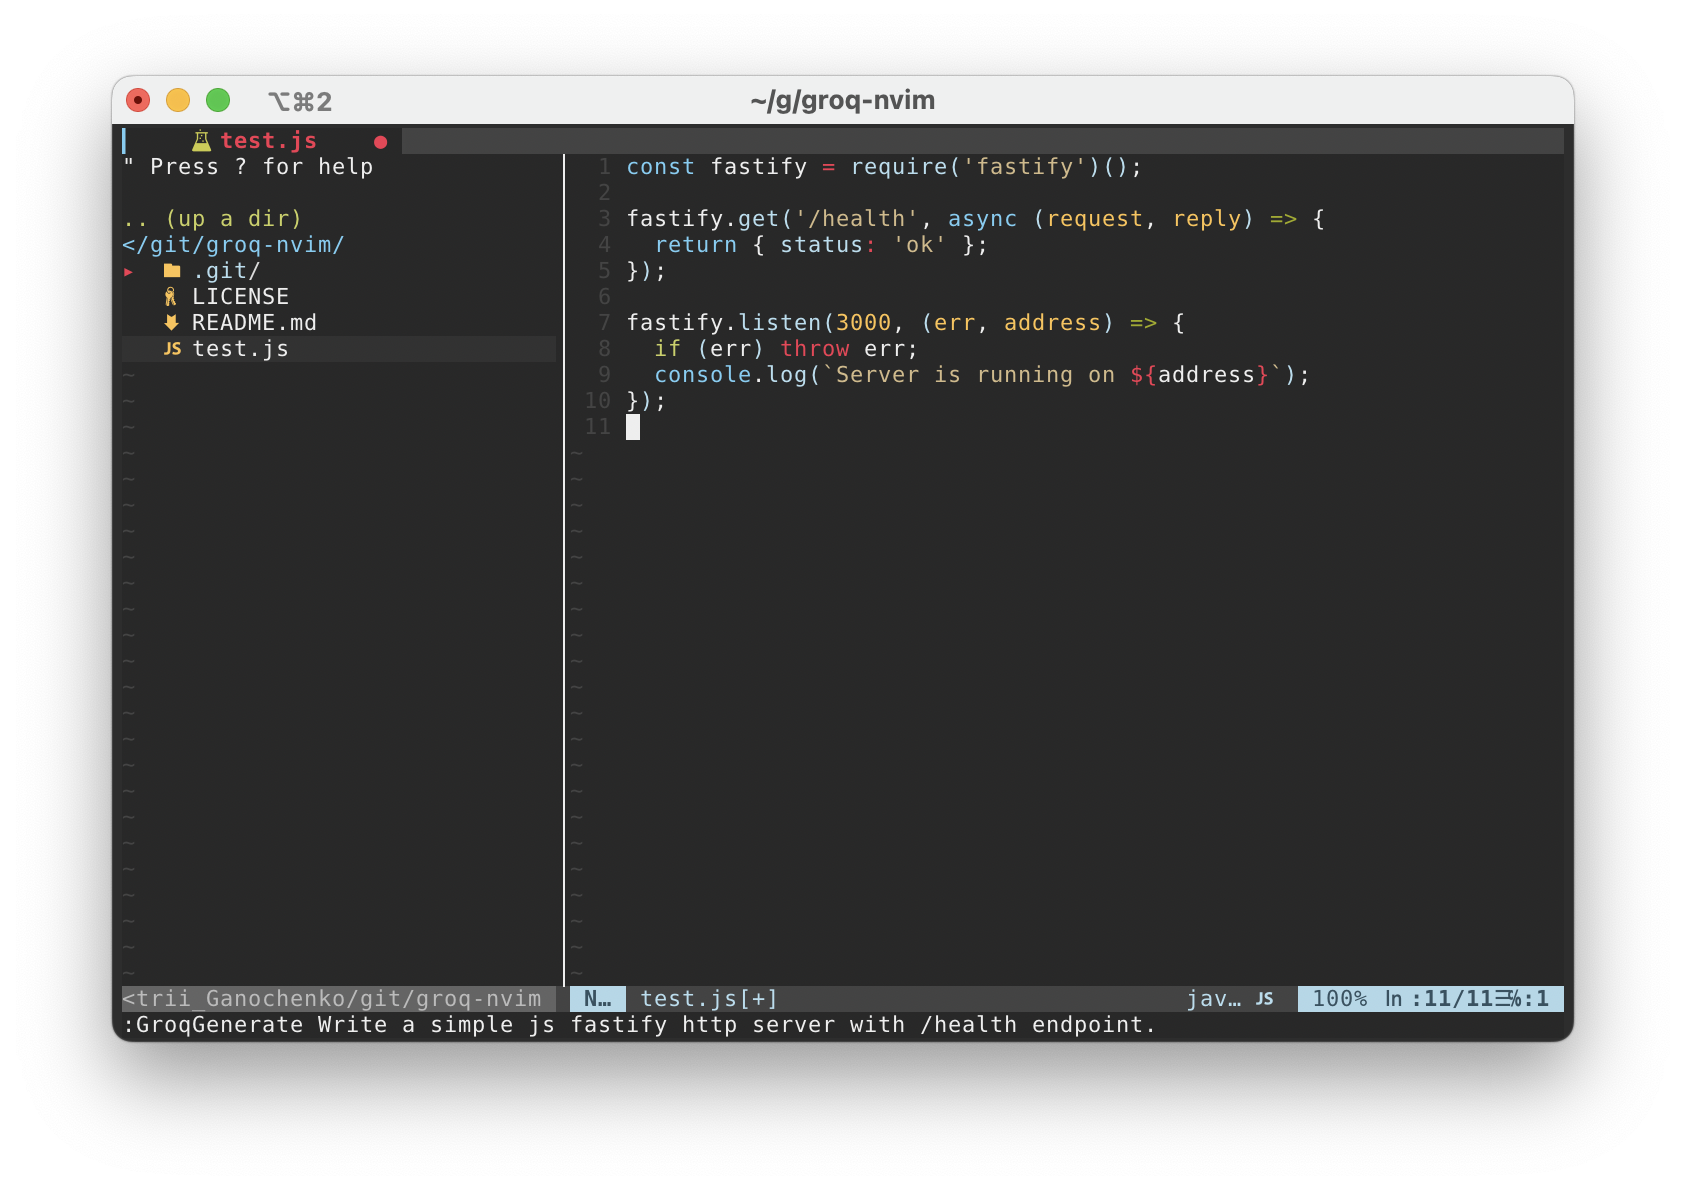 ⌥⌘2
~/g/groq-nvim
test.js
" Press ? for help
.. (up a dir)
</git/groq-nvim/
.git/
LICENSE
README.md
JS test.js
1 const fastify = require('fastify')();
2
3 fastify.get('/health', async (request, reply) => {
4   return { status: 'ok' };
5 });
6
7 fastify.listen(3000, (err, address) => {
8   if (err) throw err;
9   console.log(`Server is running on ${address}`);
10 });
11
<trii_Ganochenko/git/groq-nvim
N… test.js[+] jav… JS 100% ln :11/11☰℅:1
:GroqGenerate Write a simple js fastify http server with /health endpoint.